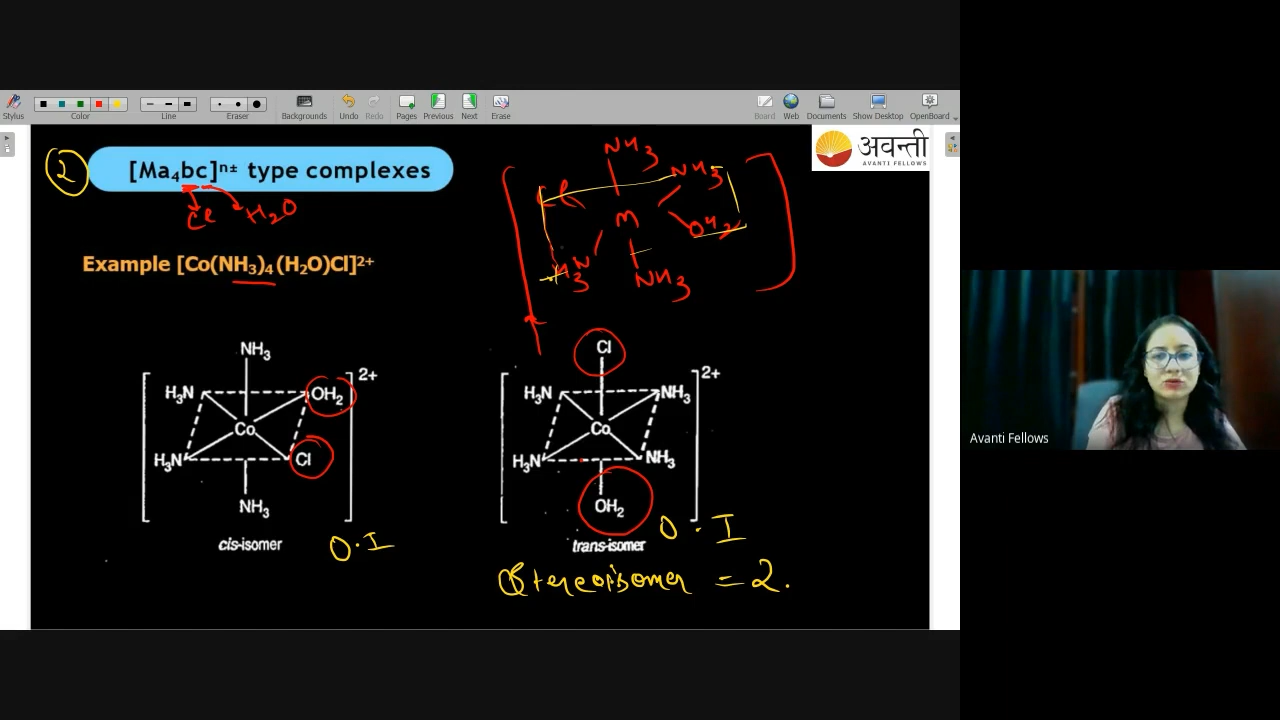 Stylus
Color
Line
Eraser
Backgrounds
Undo
Redo
Pages
Previous
Next
Erase
Board
Web
Documents
Show Desktop
OpenBoard
अवन्ती
AVANTI FELLOWS
② [Ma₄bc]ⁿ± type complexes
Cl H₂O
Example [Co(NH₃)₄(H₂O)Cl]²⁺
NH₃
Cl NH₃
M
OH₂
H₃N
NH₃
NH₃
2+
H₃N OH₂
Co
H₃N Cl
NH₃
cis-isomer
O.I
Cl
2+
H₃N NH₃
Co
H₃N NH₃
OH₂
trans-isomer
O.I
Stereoisomer = 2.
Avanti Fellows